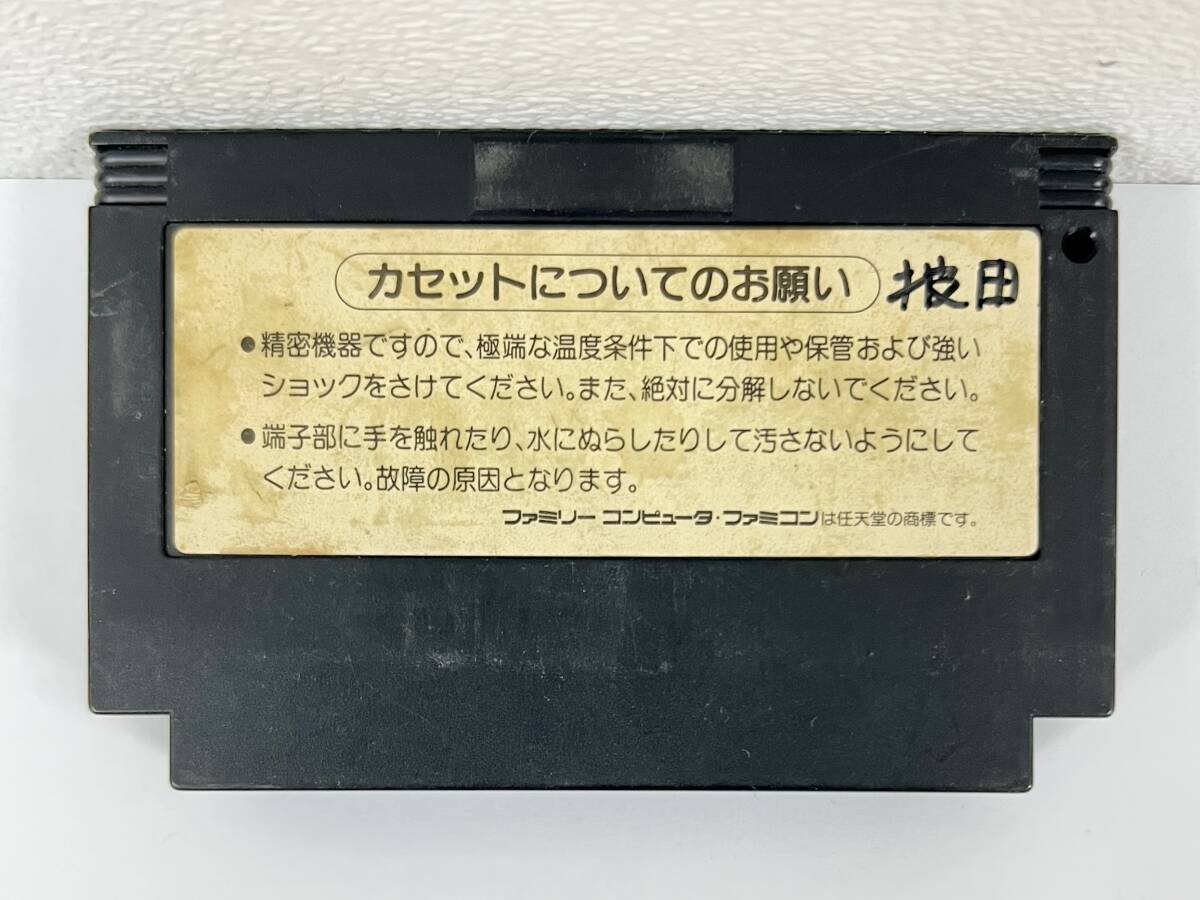 カセットについてのお願い
●精密機器ですので、極端な温度条件下での使用や保管および強い
ショックをさけてください。また、絶対に分解しないでください。
●端子部に手を触れたり、水にぬらしたりして汚さないようにして
ください。故障の原因となります。
ファミリーコンピュータ・ファミコンは任天堂の商標です。